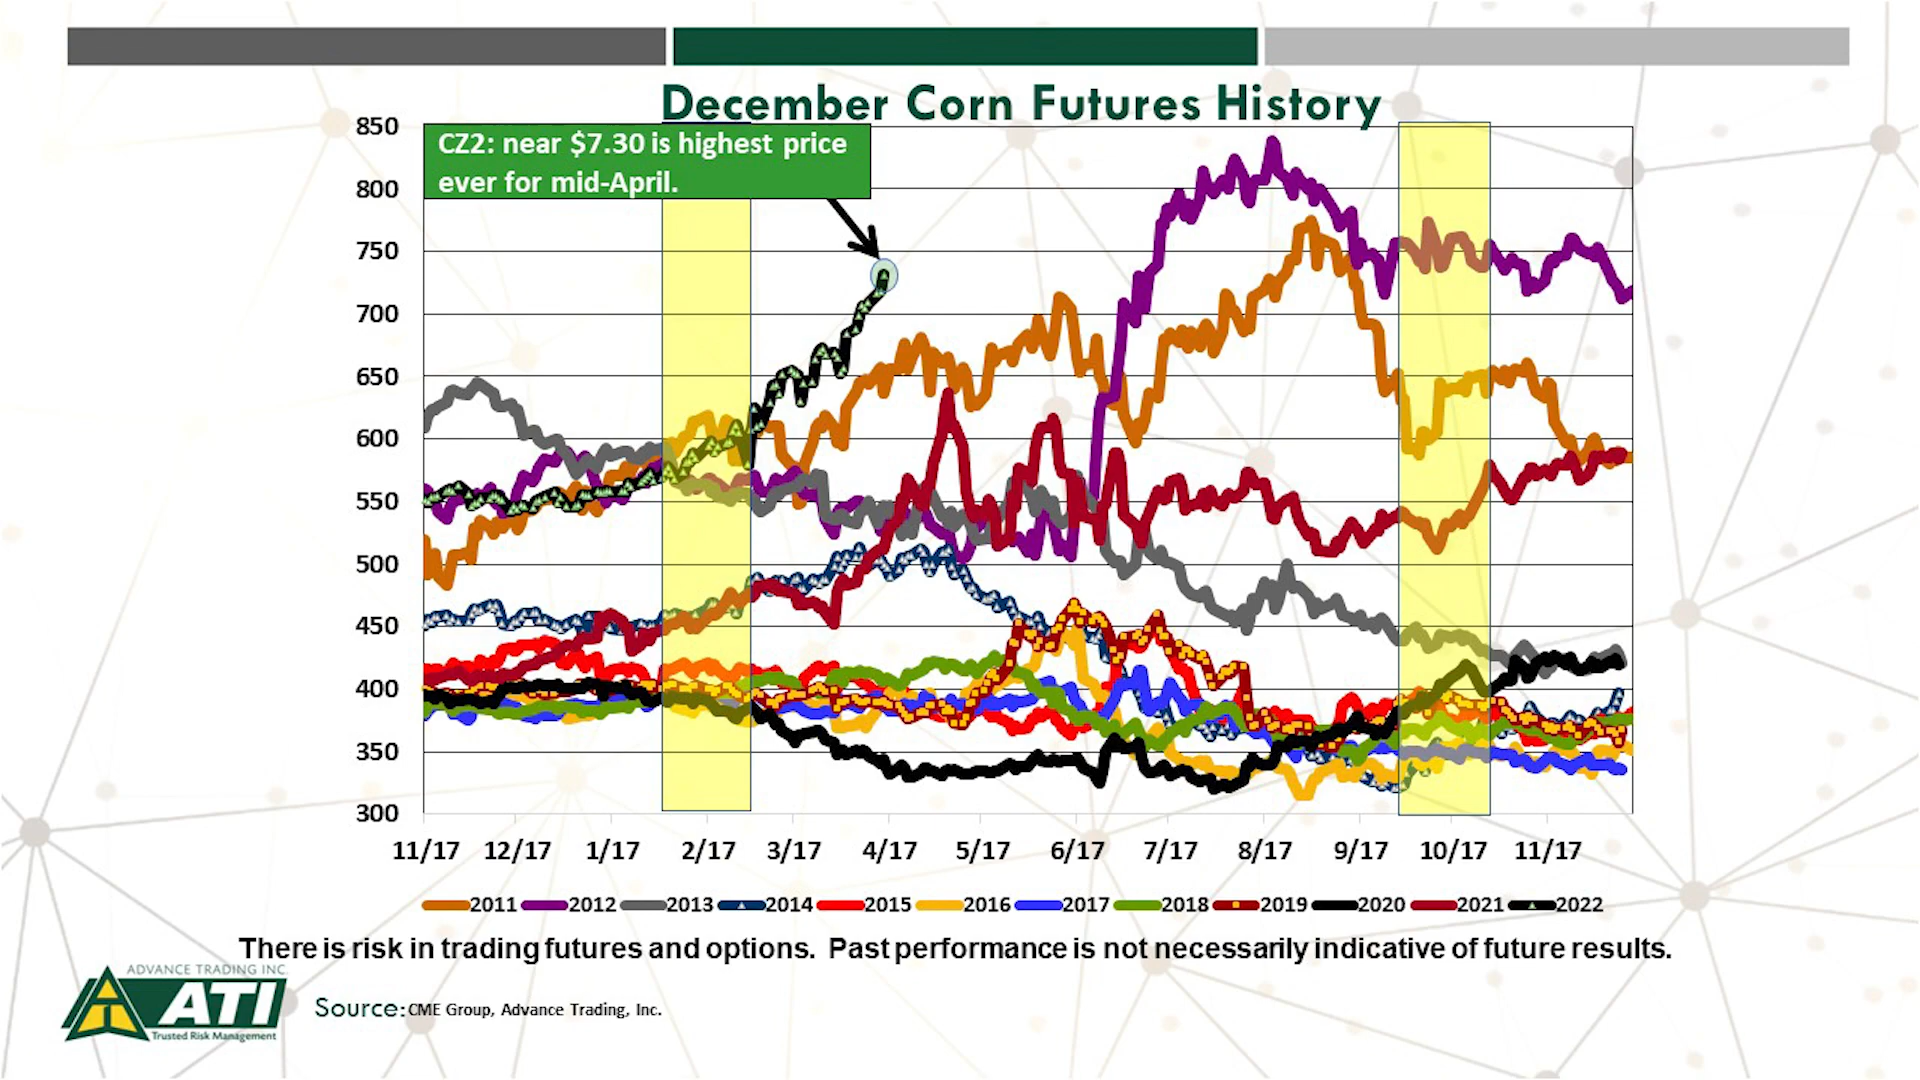 December Corn Futures History
CZ2: near $7.30 is highest price
ever for mid-April.
850
800
750
700
650
600
550
500
450
400
350
300
11/17 12/17 1/17 2/17 3/17 4/17 5/17 6/17 7/17 8/17 9/17 10/17 11/17
2011 2012 2013 2014 2015 2016 2017 2018 2019 2020 2021 2022
There is risk in trading futures and options. Past performance is not necessarily indicative of future results.
ADVANCE TRADING INC.
ATI
Trusted Risk Management
Source: CME Group, Advance Trading, Inc.